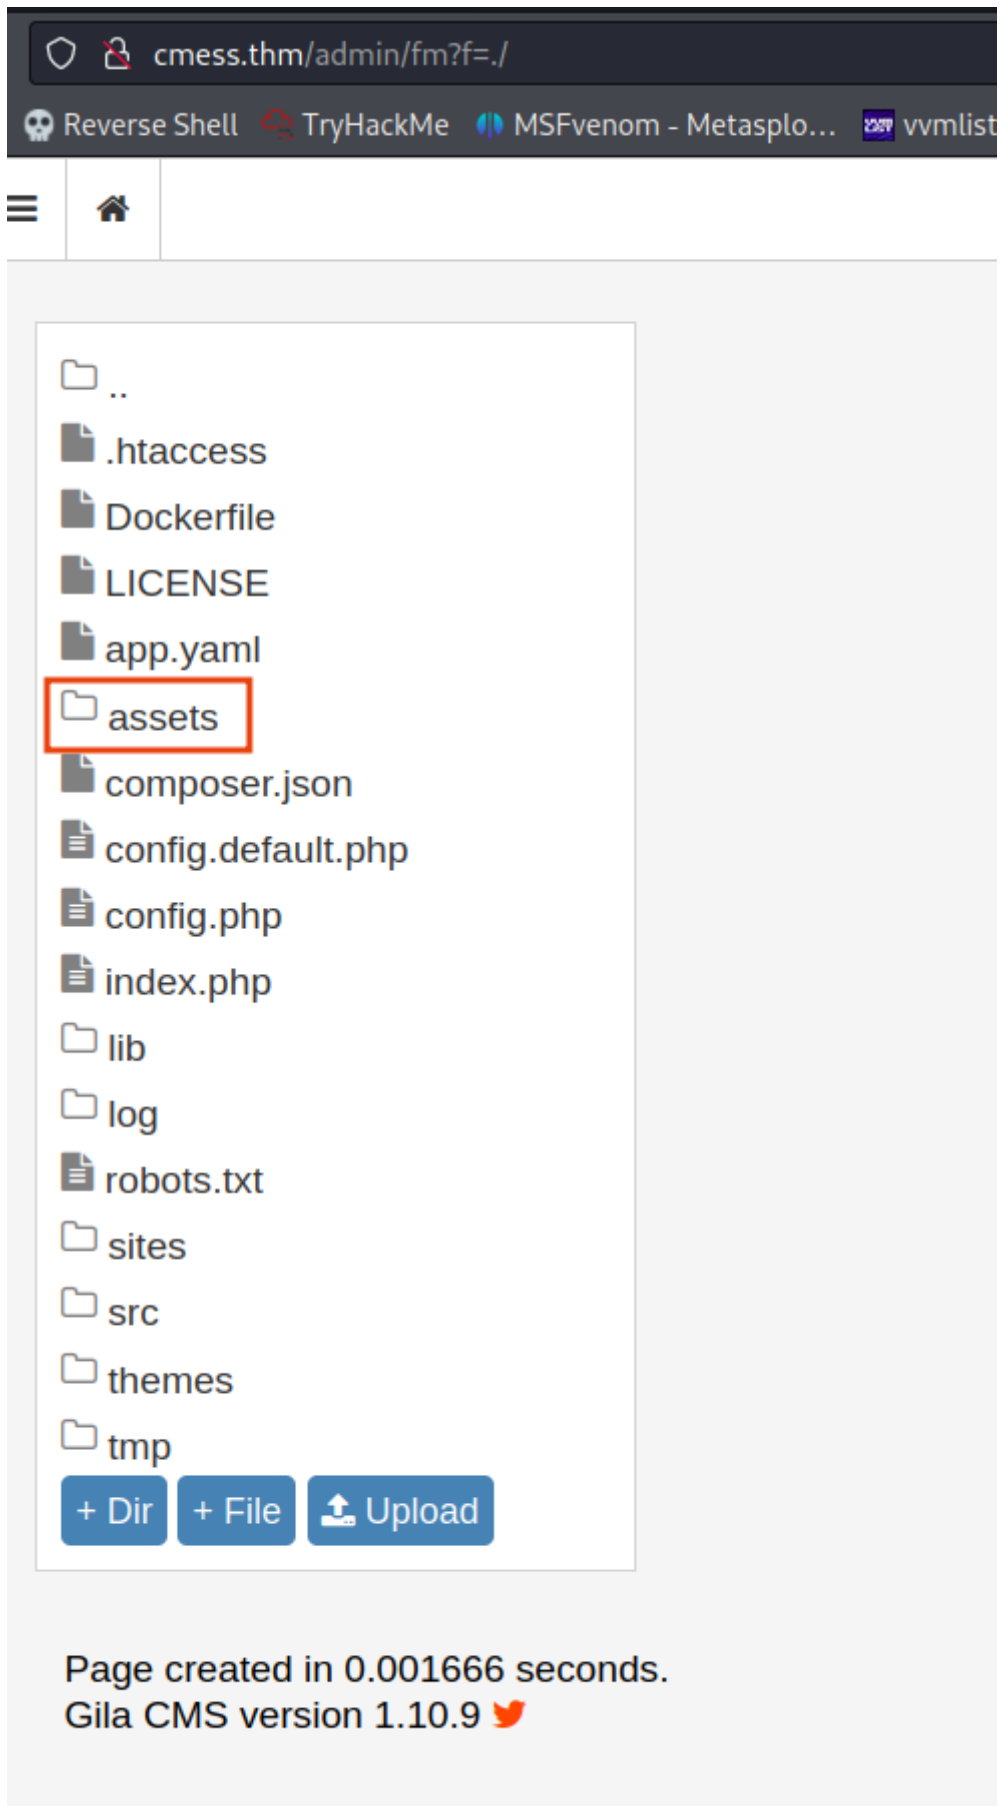 cmess.thm/admin/fm?f=./
Reverse Shell TryHackMe MSFvenom - Metasplo... vvmlist
..
.htaccess
Dockerfile
LICENSE
app.yaml
assets
composer.json
config.default.php
config.php
index.php
lib
log
robots.txt
sites
src
themes
tmp
+ Dir + File Upload
Page created in 0.001666 seconds.
Gila CMS version 1.10.9